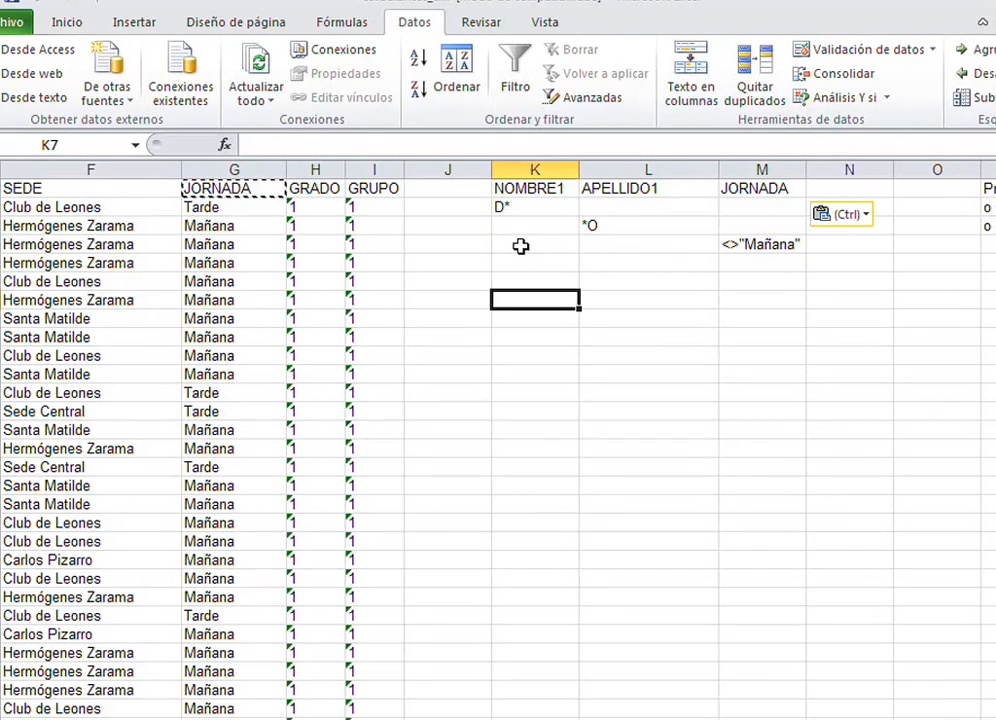 hivo Inicio Insertar Diseño de página Fórmulas Datos Revisar Vista
Desde Access
Desde web
Desde texto
De otras
fuentes
Conexiones
existentes
Obtener datos externos
Actualizar
todo
Conexiones
Propiedades
Editar vínculos
Conexiones
Ordenar
Filtro
Borrar
Volver a aplicar
Avanzadas
Ordenar y filtrar
Texto en
columnas
Quitar
duplicados
Validación de datos
Consolidar
Análisis Y si
Herramientas de datos
Agru
Des
Sub
K7 fx
F G H I J K L M N O
SEDE JORNADA GRADO GRUPO NOMBRE1 APELLIDO1 JORNADA Pr
Club de Leones Tarde 1 1 D* (Ctrl) o
Hermógenes Zarama Mañana 1 1 *O o
Hermógenes Zarama Mañana 1 1 <>"Mañana"
Hermógenes Zarama Mañana 1 1
Club de Leones Mañana 1 1
Hermógenes Zarama Mañana 1 1
Santa Matilde Mañana 1 1
Santa Matilde Mañana 1 1
Club de Leones Mañana 1 1
Santa Matilde Mañana 1 1
Club de Leones Tarde 1 1
Sede Central Tarde 1 1
Santa Matilde Mañana 1 1
Hermógenes Zarama Mañana 1 1
Sede Central Tarde 1 1
Santa Matilde Mañana 1 1
Santa Matilde Mañana 1 1
Club de Leones Mañana 1 1
Club de Leones Mañana 1 1
Carlos Pizarro Mañana 1 1
Club de Leones Mañana 1 1
Hermógenes Zarama Mañana 1 1
Club de Leones Tarde 1 1
Carlos Pizarro Mañana 1 1
Hermógenes Zarama Mañana 1 1
Hermógenes Zarama Mañana 1 1
Hermógenes Zarama Mañana 1 1
Club de Leones Mañana 1 1